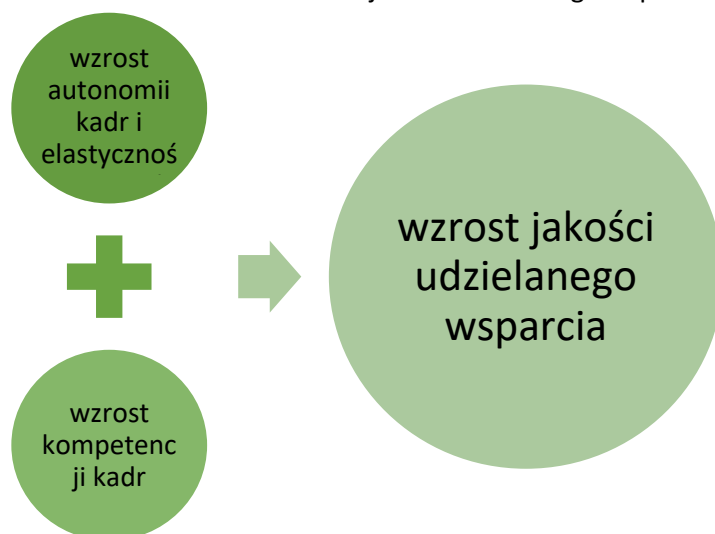 wzrost
autonomii
kadr i
elastycznoś
wzrost
kompetenc
ji kadr
wzrost jakości
udzielanego
wsparcia